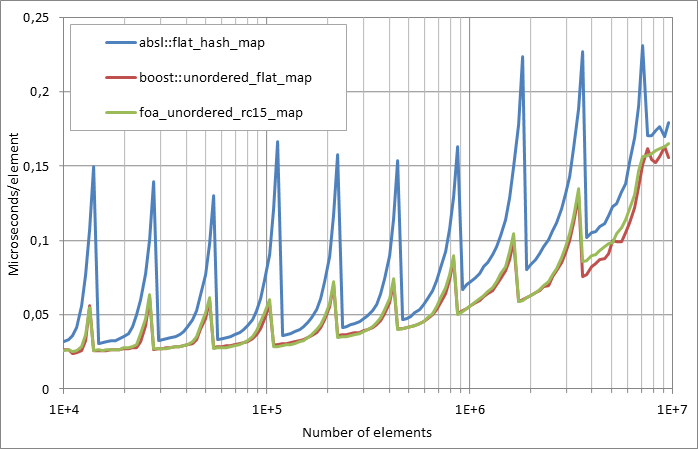 0,25
0,2
0,15
0,1
0,05
0
Microseconds/element
absl::flat_hash_map
boost::unordered_flat_map
foa_unordered_rc15_map
1E+4
1E+5
1E+6
1E+7
Number of elements